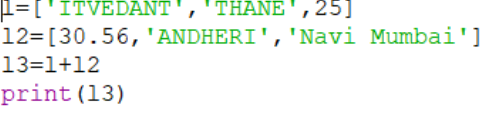 l=['ITVEDANT','THANE',25]
l2=[30.56,'ANDHERI','Navi Mumbai']
l3=l+l2
print(l3)